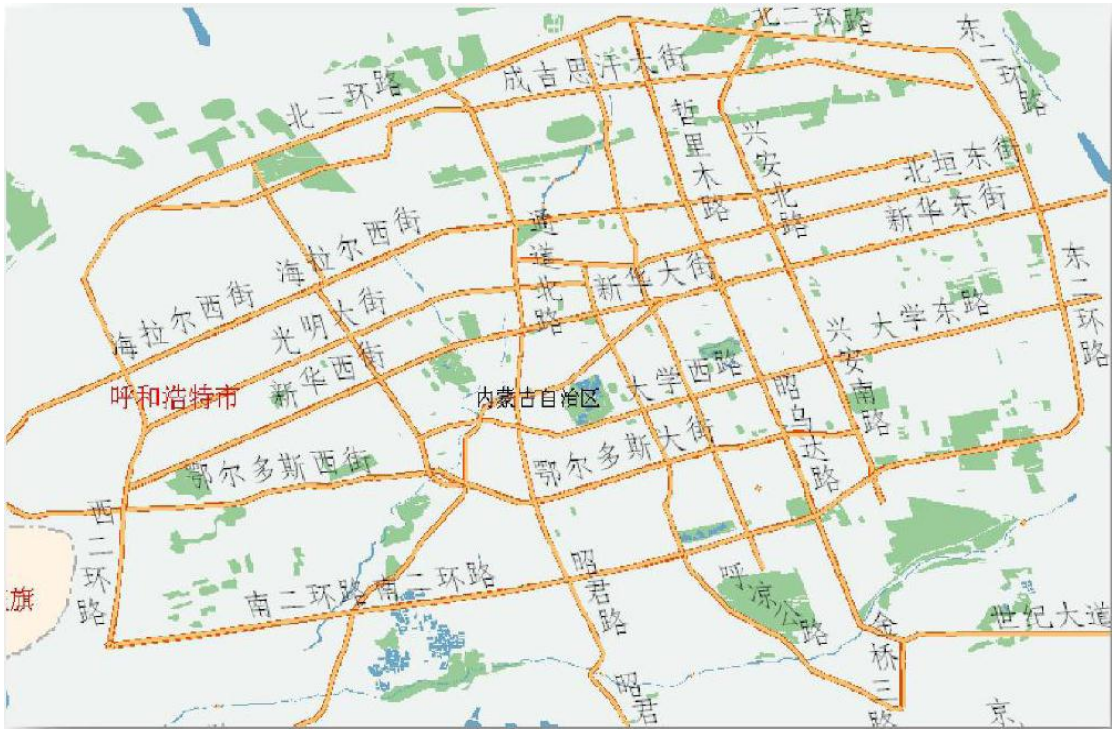 北二环路
东二环路
成吉思汗大街
北二环路
哲里木路
兴安北路
北垣东街
新华东街
海拉尔西街
通道北路
新华大街
海拉尔西街
光明大街
新华西街
东二环路
大学东路
兴安南路
呼和浩特市
内蒙古自治区
大学西路
昭乌达路
鄂尔多斯西街
鄂尔多斯大街
西二环路
旗
南二环路
南二环路
昭君路
呼凉公路
金桥三路
世纪大道
昭君
京